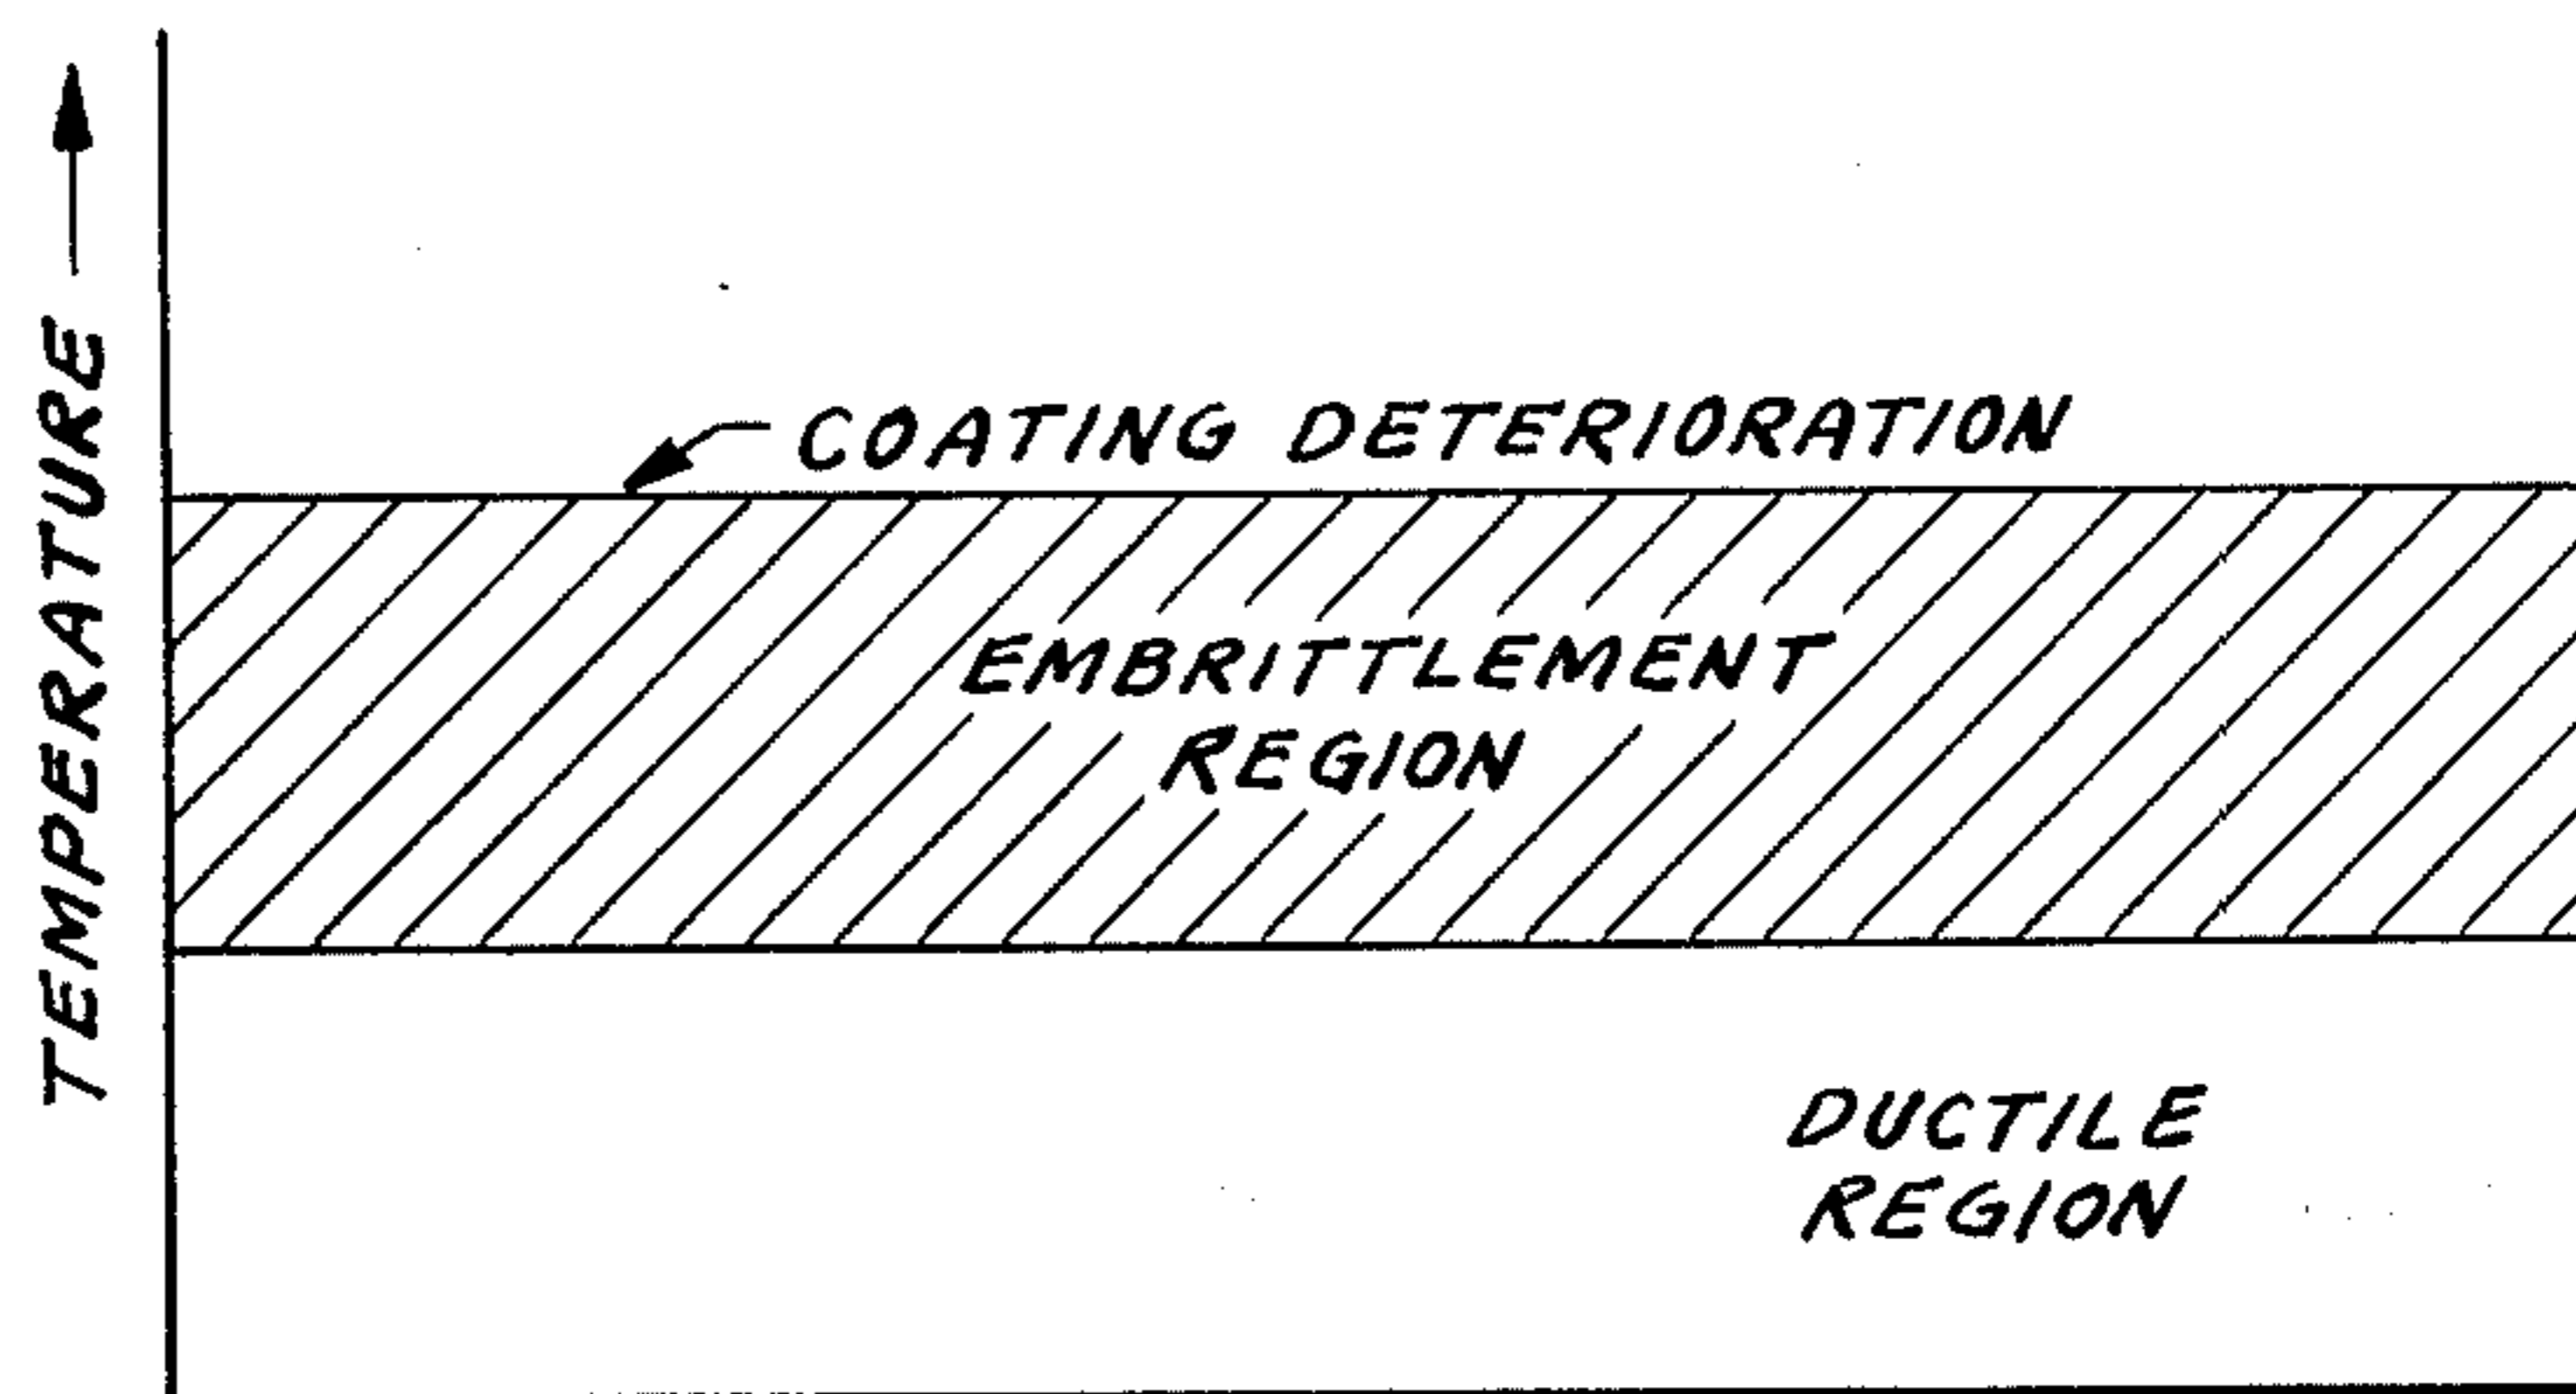 TEMPERATURE
COATING DETERIORATION
EMBRITTLEMENT
REGION
DUCTILE
REGION